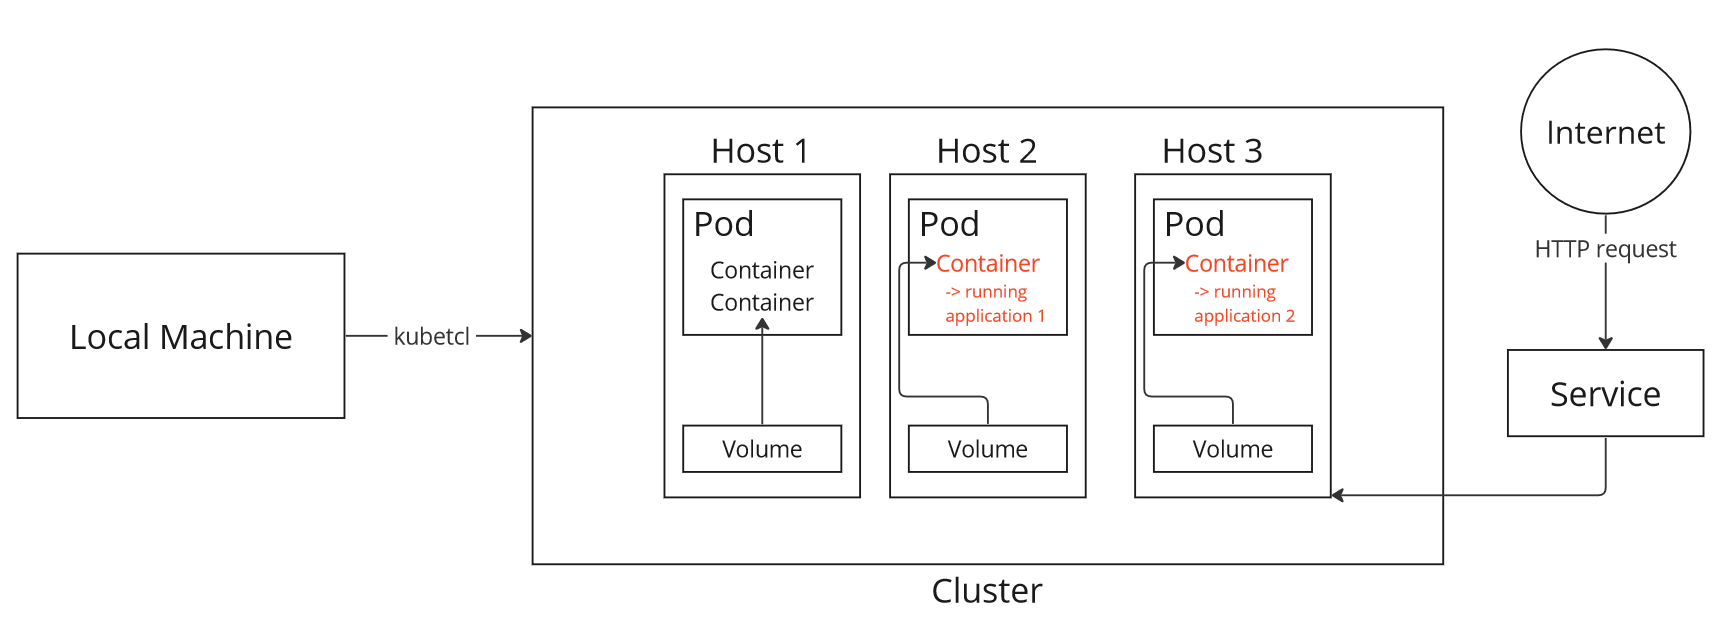 Local Machine
kubetcl
Host 1
Pod
Container
Container
Volume
Host 2
Pod
Container
-> running
application 1
Volume
Host 3
Pod
Container
-> running
application 2
Volume
Cluster
Internet
HTTP request
Service